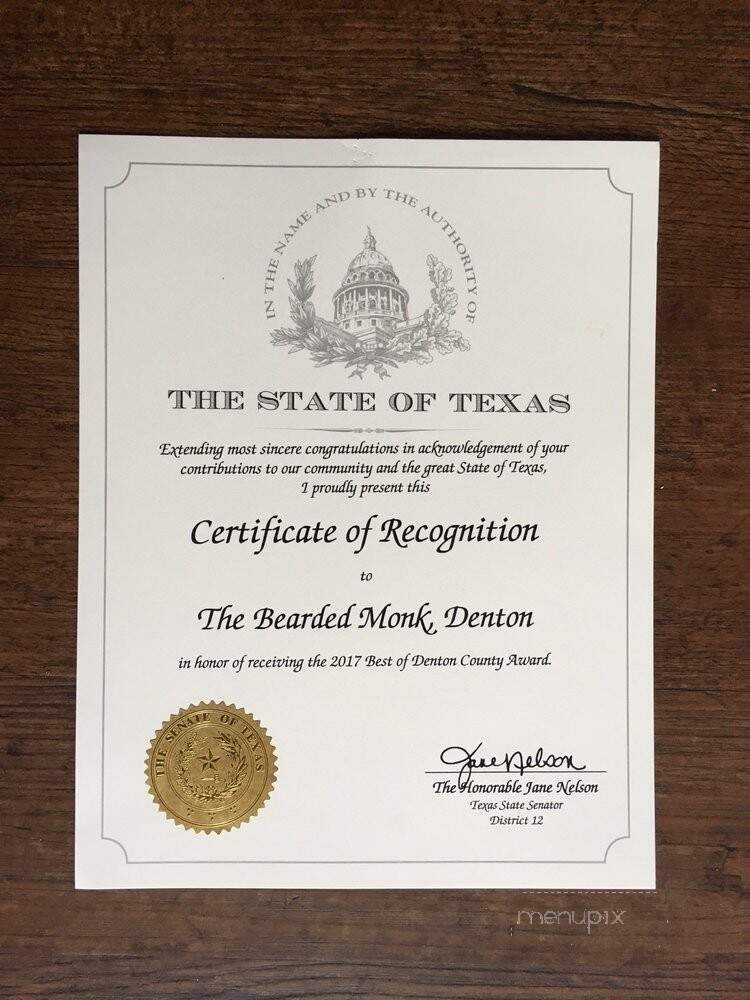 IN THE NAME AND BY THE AUTHORITY OF
THE STATE OF TEXAS
Extending most sincere congratulations in acknowledgement of your
contributions to our community and the great State of Texas,
I proudly present this
Certificate of Recognition
to
The Bearded Monk, Denton
in honor of receiving the 2017 Best of Denton County Award.
THE SENATE OF TEXAS
Jane Nelson
The Honorable Jane Nelson
Texas State Senator
District 12
menupix